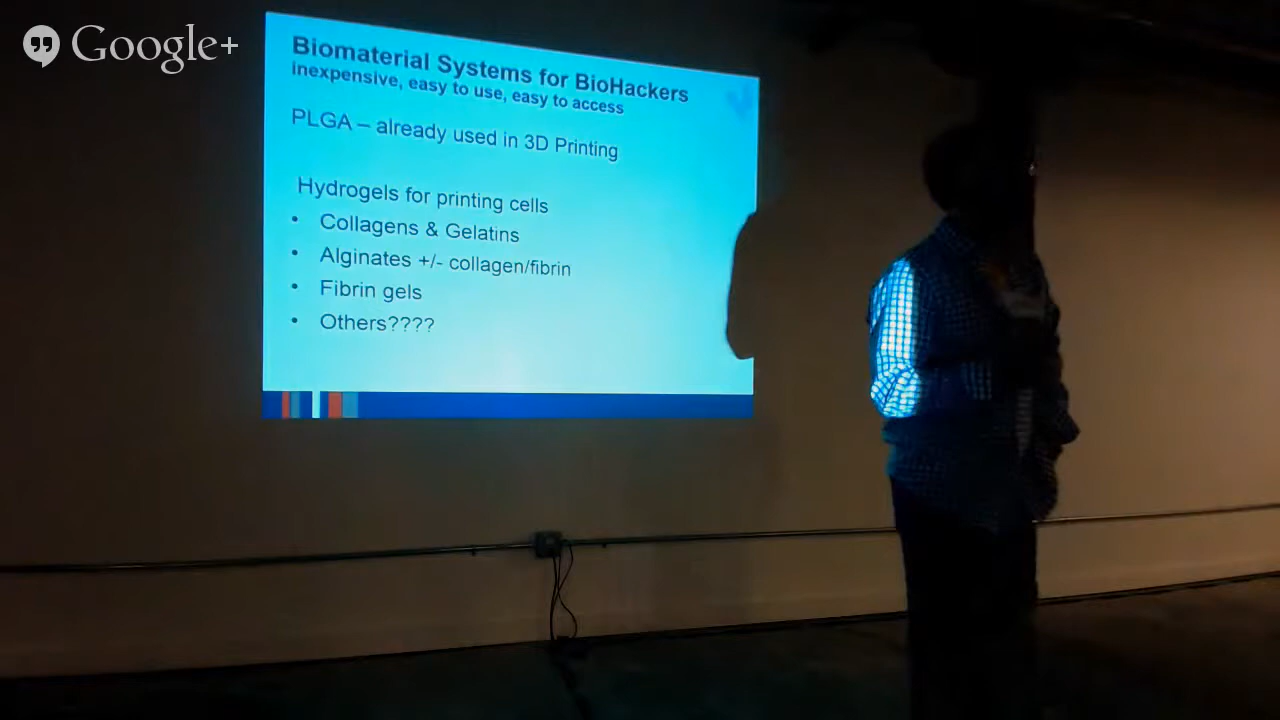 Google+
Biomaterial Systems for BioHackers
inexpensive, easy to use, easy to access
PLGA – already used in 3D Printing
Hydrogels for printing cells
• Collagens & Gelatins
• Alginates +/- collagen/fibrin
• Fibrin gels
• Others????